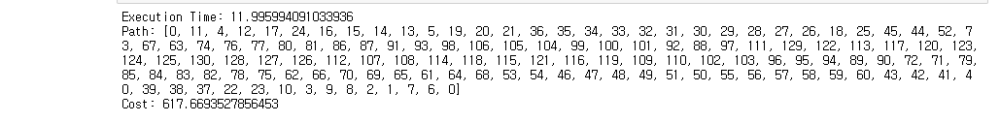 Execution Time: 11.995994091033936
Path: [0, 11, 4, 12, 17, 24, 16, 15, 14, 13, 5, 19, 20, 21, 36, 35, 34, 33, 32, 31, 30, 29, 28, 27, 26, 18, 25, 45, 44, 52, 7
3, 67, 63, 74, 76, 77, 80, 81, 86, 87, 91, 93, 98, 106, 105, 104, 99, 100, 101, 92, 88, 97, 111, 129, 122, 113, 117, 120, 123,
124, 125, 130, 128, 127, 126, 112, 107, 108, 114, 118, 115, 121, 116, 119, 109, 110, 102, 103, 96, 95, 94, 89, 90, 72, 71, 79,
85, 84, 83, 82, 78, 75, 62, 66, 70, 69, 65, 61, 64, 68, 53, 54, 46, 47, 48, 49, 51, 50, 55, 56, 57, 58, 59, 60, 43, 42, 41, 4
0, 39, 38, 37, 22, 23, 10, 3, 9, 8, 2, 1, 7, 6, 0]
Cost: 617.6693527856453